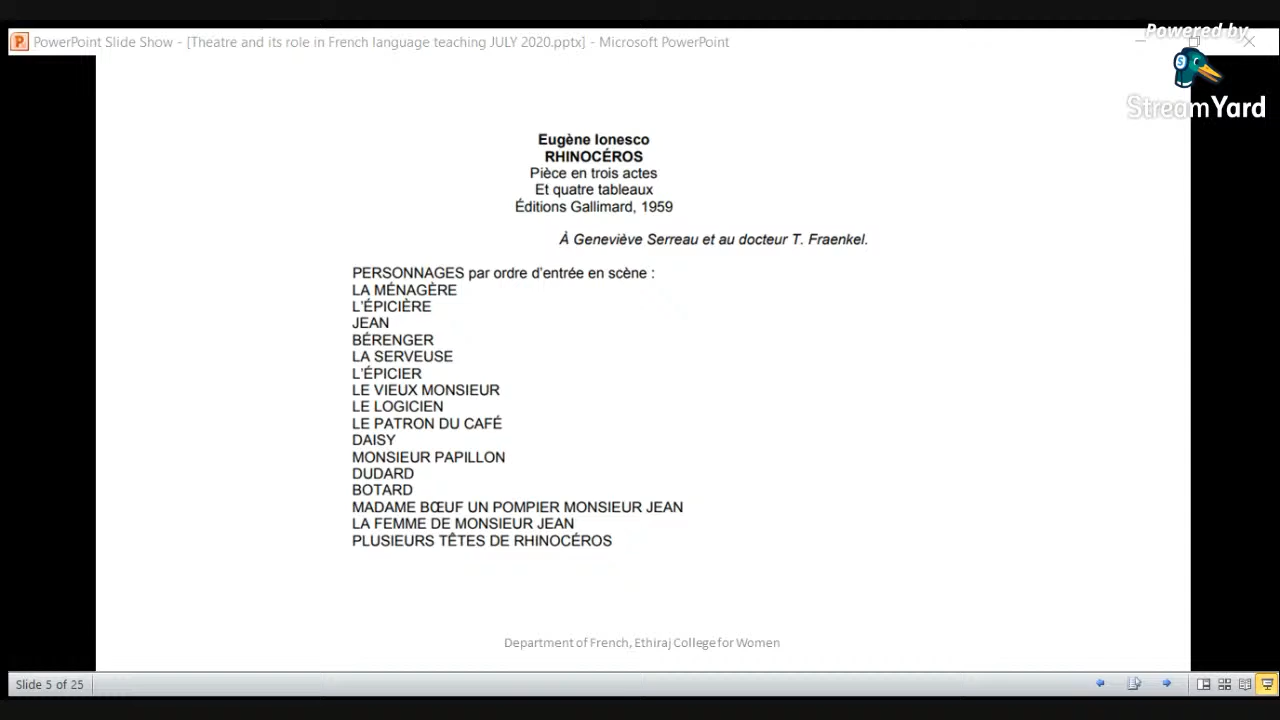 PowerPoint Slide Show - [Theatre and its role in French language teaching JULY 2020.pptx] - Microsoft PowerPoint
Powered by
StreamYard
Eugène Ionesco
RHINOCÉROS
Pièce en trois actes
Et quatre tableaux
Éditions Gallimard, 1959
À Geneviève Serreau et au docteur T. Fraenkel.
PERSONNAGES par ordre d'entrée en scène :
LA MÉNAGÈRE
L'ÉPICIÈRE
JEAN
BÉRENGER
LA SERVEUSE
L'ÉPICIER
LE VIEUX MONSIEUR
LE LOGICIEN
LE PATRON DU CAFÉ
DAISY
MONSIEUR PAPILLON
DUDARD
BOTARD
MADAME BŒUF UN POMPIER MONSIEUR JEAN
LA FEMME DE MONSIEUR JEAN
PLUSIEURS TÊTES DE RHINOCÉROS
Department of French, Ethiraj College for Women
Slide 5 of 25